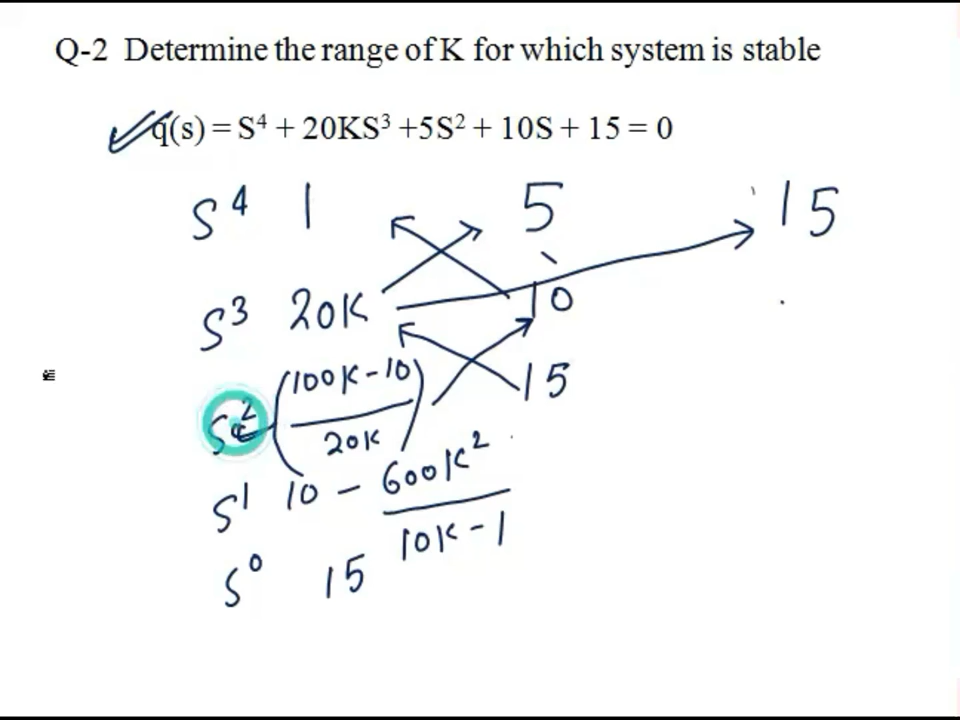 Q-2 Determine the range of K for which system is stable
q(s) = S⁴ + 20KS³ +5S² + 10S + 15 = 0
S⁴ 1 5 15
S³ 20K 10
S² (100K-10 / 20K) 15
S¹ 10 - 600K² / 10K-1
S⁰ 15